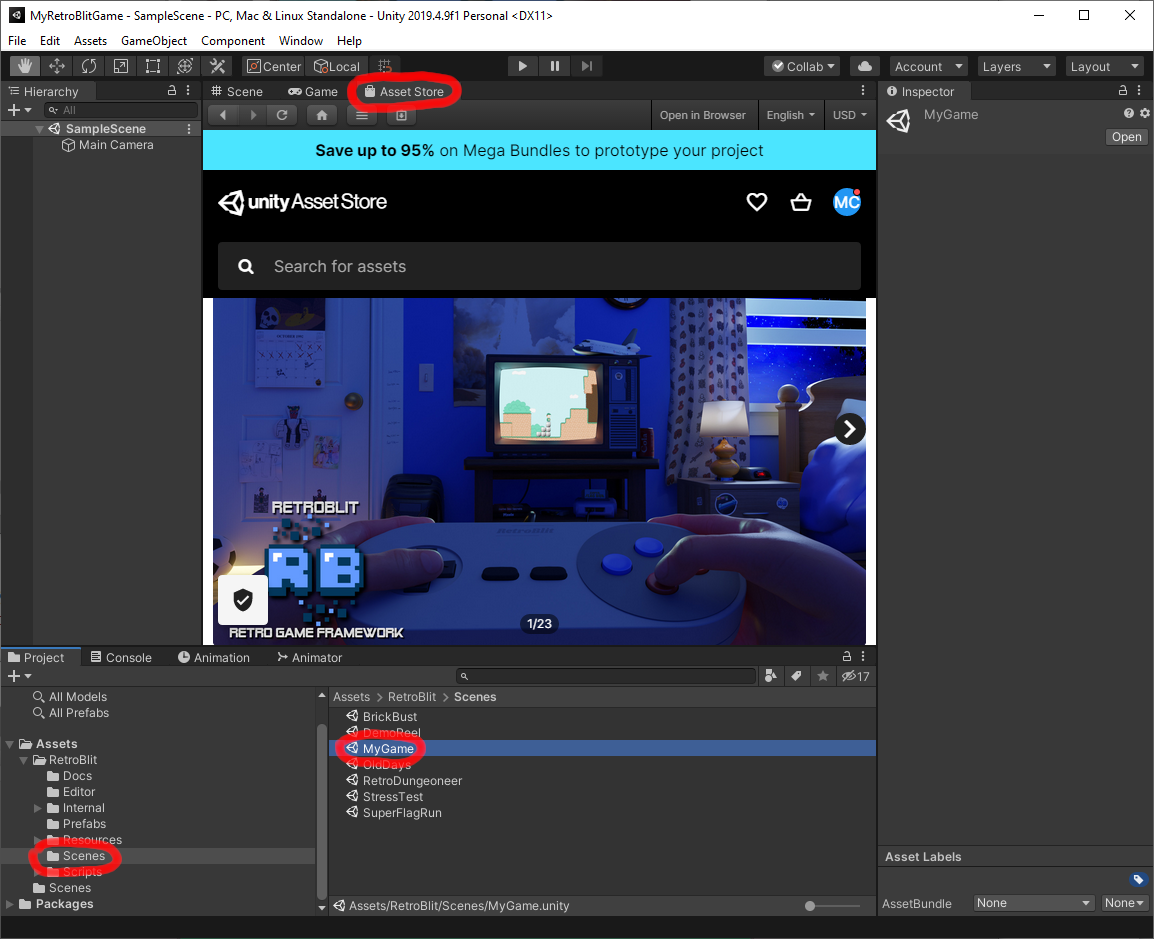 MyRetroBlitGame - SampleScene - PC, Mac & Linux Standalone - Unity 2019.4.9f1 Personal <DX11>
File Edit Assets GameObject Component Window Help
Center Local Collab Account Layers Layout
Hierarchy
All
SampleScene
Main Camera
Scene Game Asset Store
Open in Browser English USD
Save up to 95% on Mega Bundles to prototype your project
unity Asset Store
MC
Search for assets
RETROBLIT
RetroBlit
RB
RETRO GAME FRAMEWORK
1/23
Inspector
MyGame
Open
Project Console Animation Animator
17
All Models
All Prefabs
Assets
RetroBlit
Docs
Editor
Internal
Prefabs
Resources
Scenes
Scripts
Scenes
Packages
Assets > RetroBlit > Scenes
BrickBust
DemoReel
MyGame
OldDays
RetroDungeoneer
StressTest
SuperFlagRun
Assets/RetroBlit/Scenes/MyGame.unity
Asset Labels
AssetBundle None None